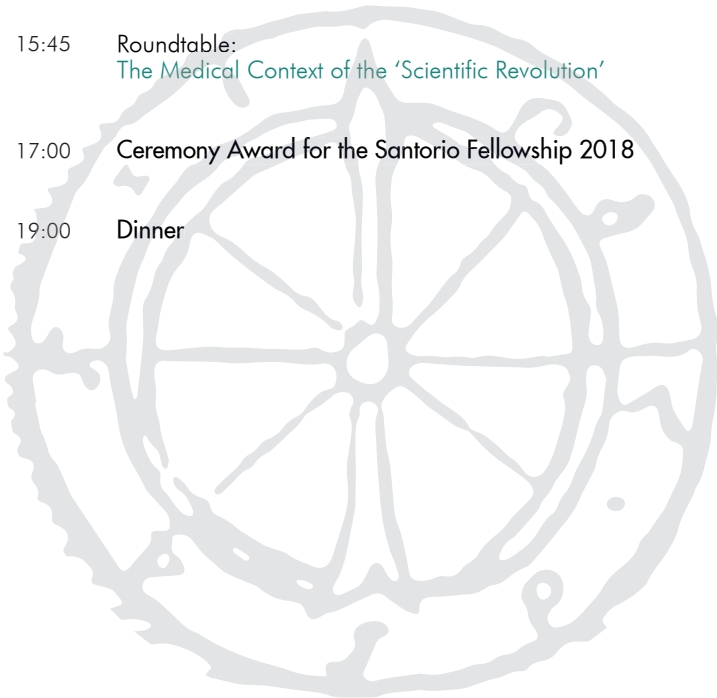 15:45 Roundtable:
The Medical Context of the ‘Scientific Revolution’
17:00 Ceremony Award for the Santorio Fellowship 2018
19:00 Dinner